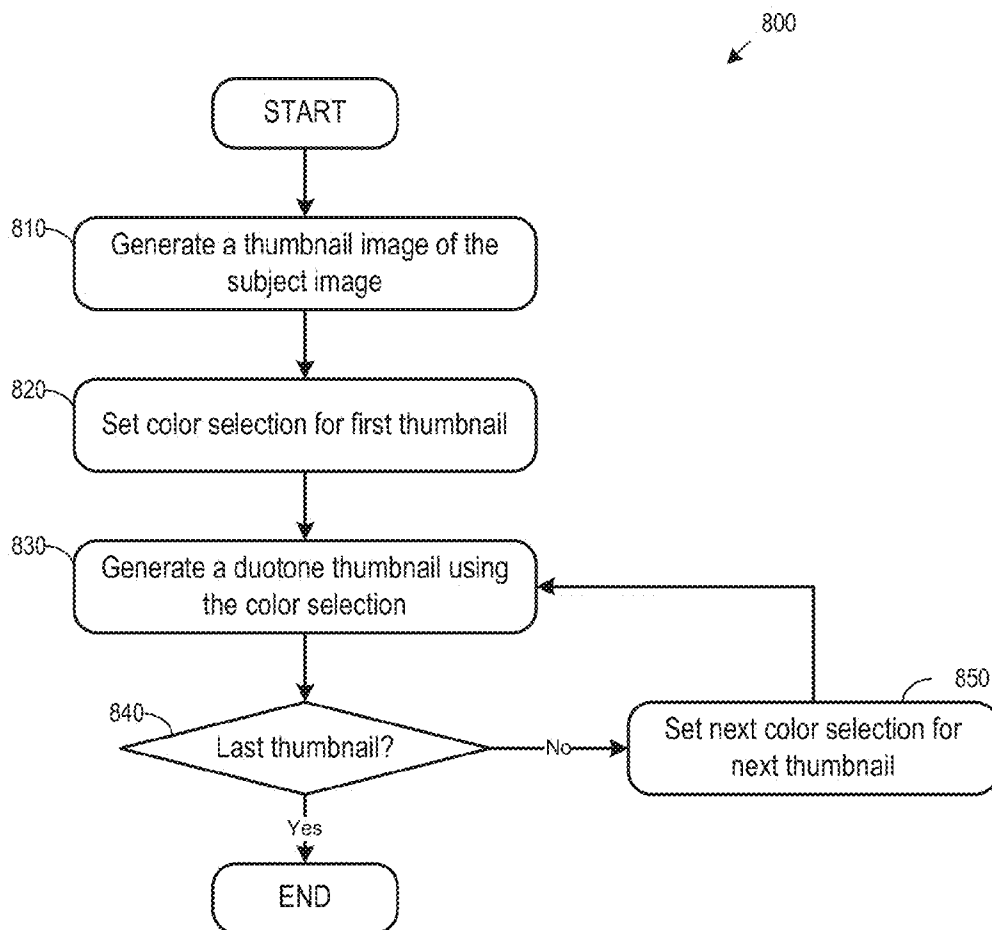 800
START
810
Generate a thumbnail image of the
subject image
820
Set color selection for first thumbnail
830
Generate a duotone thumbnail using
the color selection
840
Last thumbnail?
No
850
Set next color selection for
next thumbnail
Yes
END